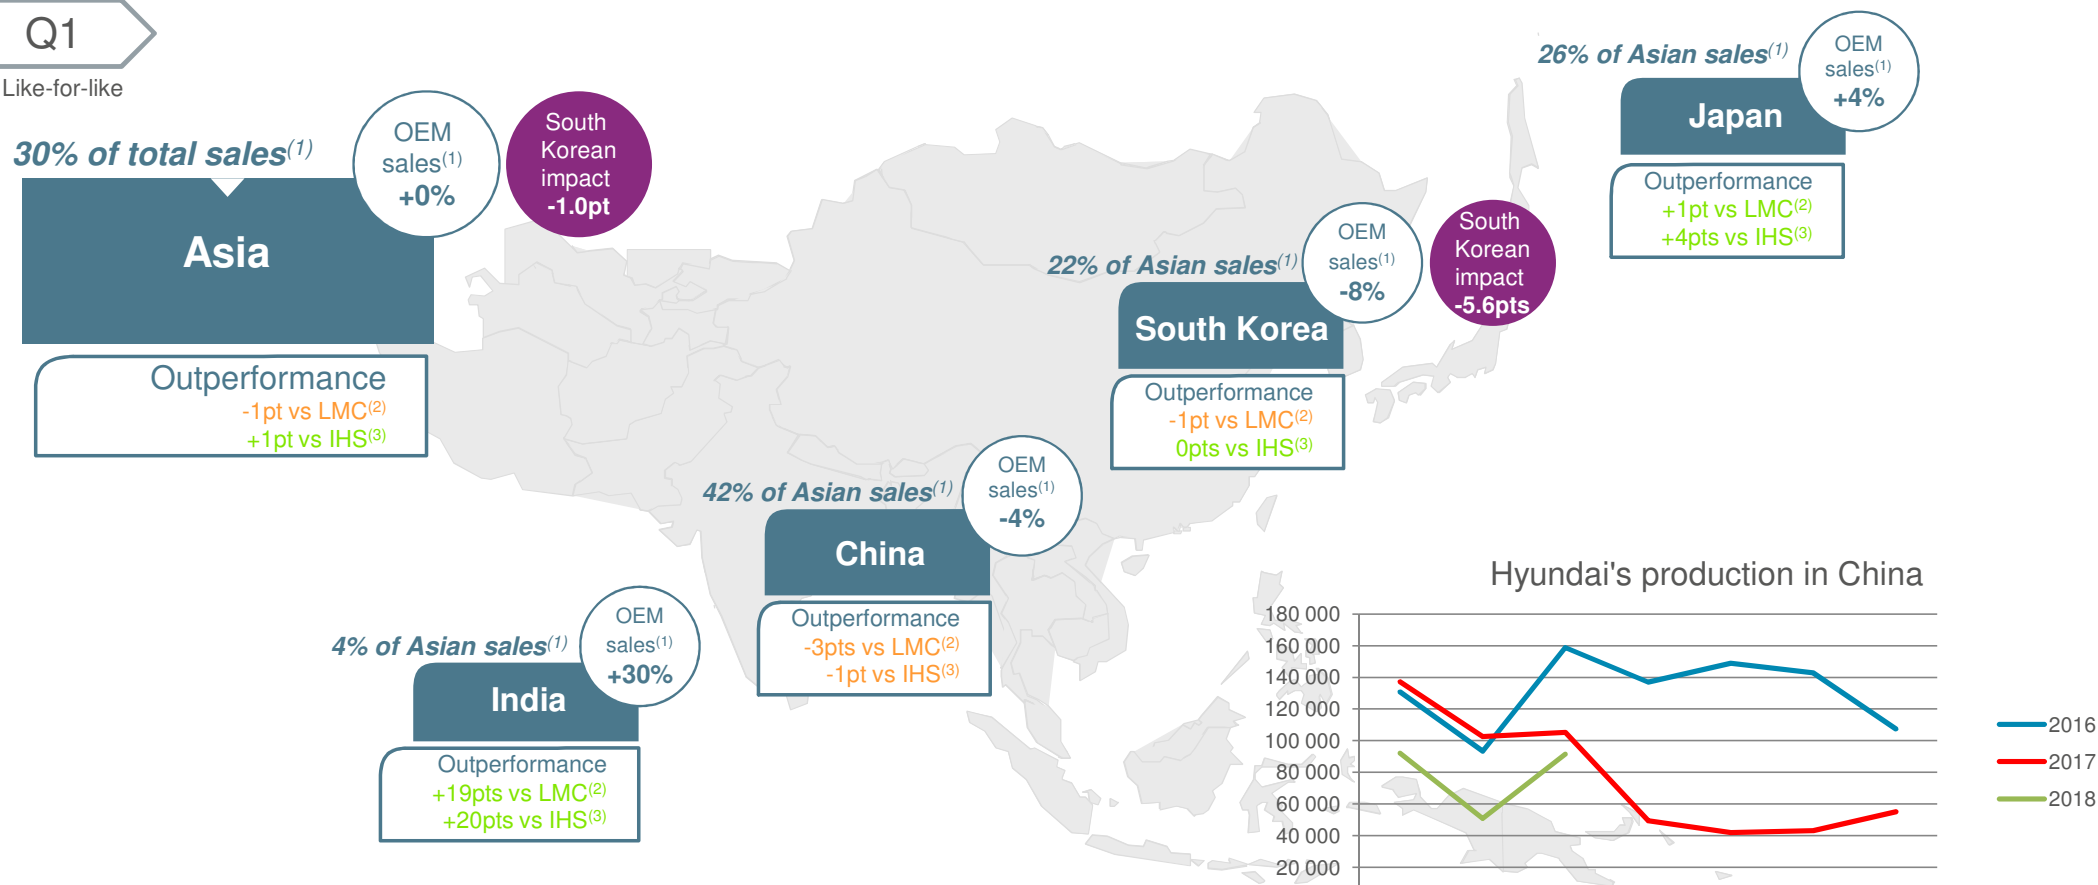 Q1
Like-for-like
30% of total sales(1)
OEM
sales(1)
+0%
South
Korean
impact
-1.0pt
Asia
Outperformance
-1pt vs LMC(2)
+1pt vs IHS(3)
26% of Asian sales(1)
OEM
sales(1)
+4%
Japan
Outperformance
+1pt vs LMC(2)
+4pts vs IHS(3)
22% of Asian sales(1)
OEM
sales(1)
-8%
South
Korean
impact
-5.6pts
South Korea
Outperformance
-1pt vs LMC(2)
0pts vs IHS(3)
42% of Asian sales(1)
OEM
sales(1)
-4%
China
Outperformance
-3pts vs LMC(2)
-1pt vs IHS(3)
4% of Asian sales(1)
OEM
sales(1)
+30%
India
Outperformance
+19pts vs LMC(2)
+20pts vs IHS(3)
Hyundai's production in China
180 000
160 000
140 000
120 000
100 000
80 000
60 000
40 000
20 000
2016
2017
2018